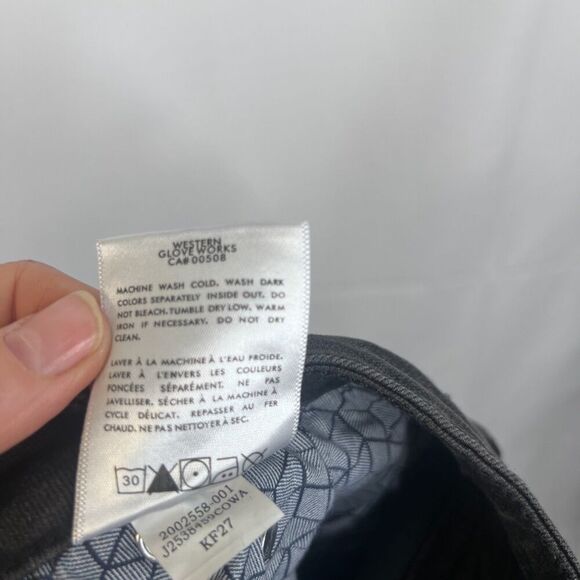 WESTERN
GLOVE WORKS
CA# 00508
MACHINE WASH COLD. WASH DARK
COLORS SEPARATELY INSIDE OUT. DO
NOT BLEACH. TUMBLE DRY LOW. WARM
IRON IF NECESSARY. DO NOT DRY
CLEAN.
LAVER À LA MACHINE À L'EAU FROIDE.
LAVER À L'ENVERS LES COULEURS
FONCÉES SÉPARÉMENT. NE PAS
JAVELLISER. SÉCHER À LA MACHINE À
CYCLE DÉLICAT. REPASSER AU FER
CHAUD. NE PAS NETTOYER À SEC.
30
2002558-001
KF27